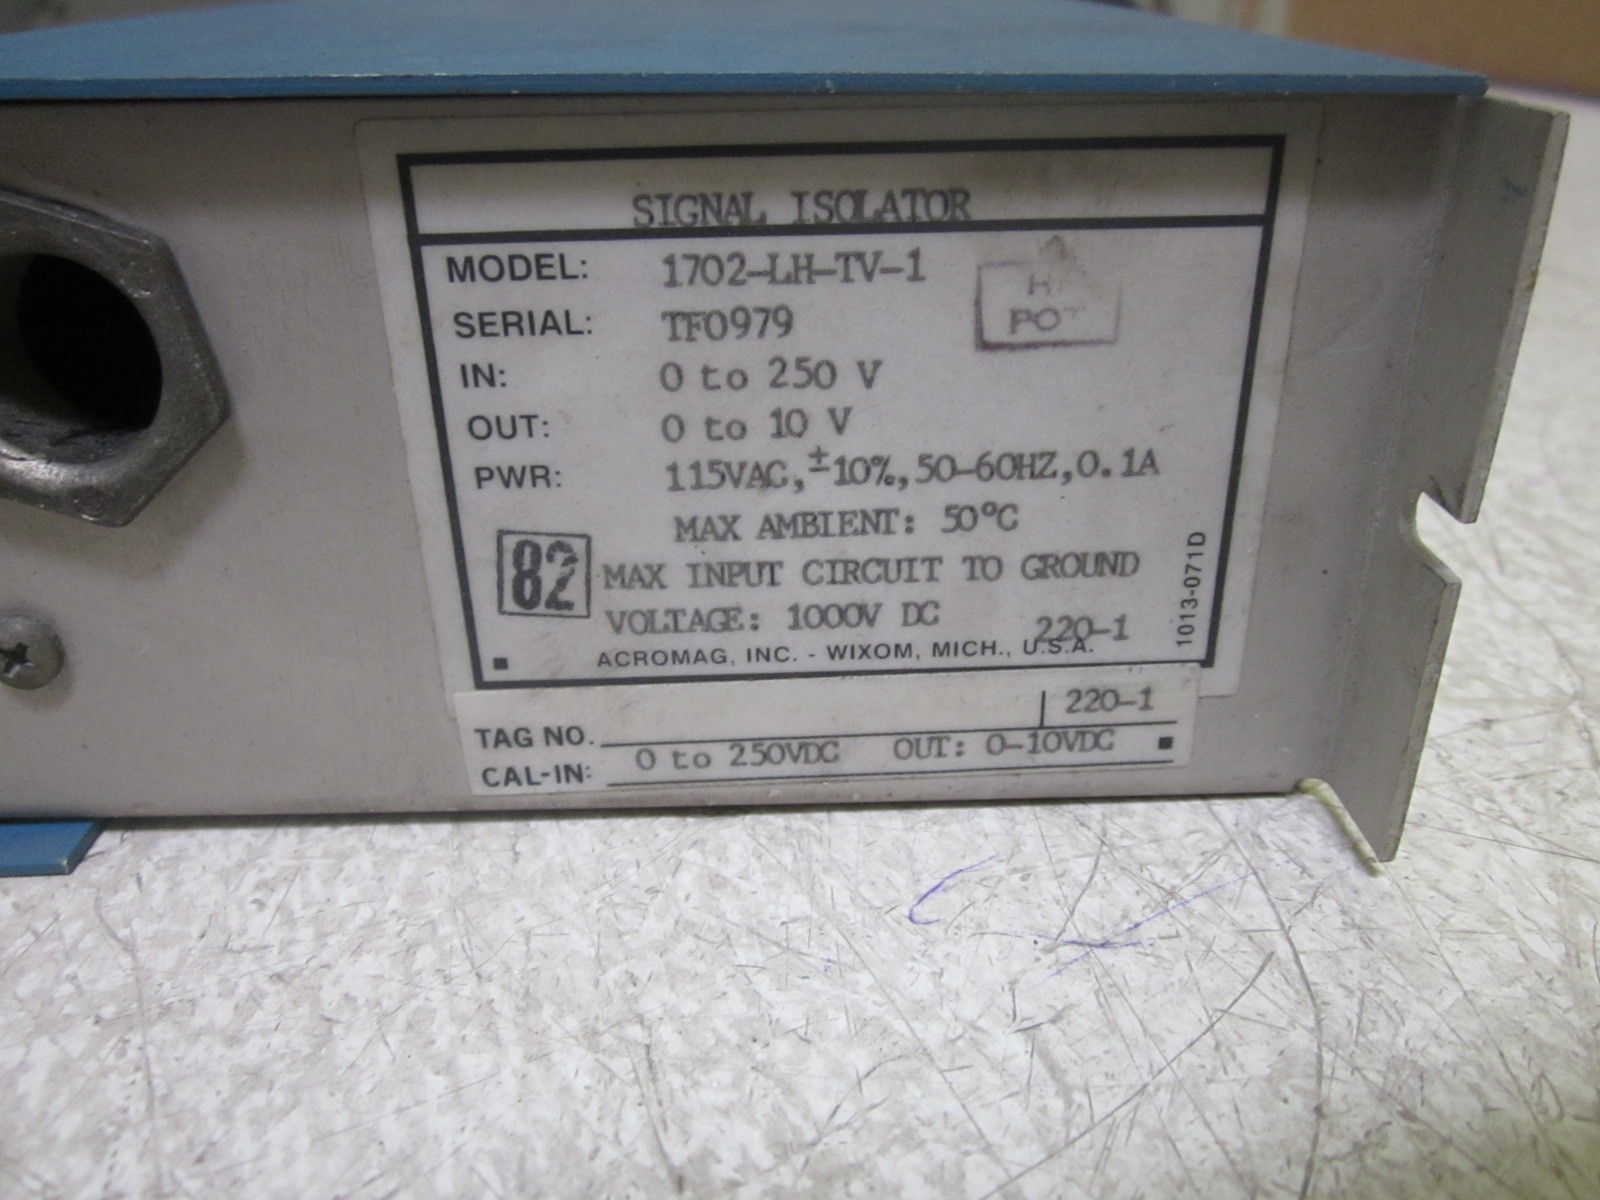 SIGNAL ISOLATOR
MODEL: 1702-LH-TV-1
H
POT
SERIAL: TF0979
IN: 0 to 250 V
OUT: 0 to 10 V
PWR: 115VAC,±10%,50-60HZ,0.1A
MAX AMBIENT: 50°C
82
MAX INPUT CIRCUIT TO GROUND
VOLTAGE: 1000V DC
220-1
ACROMAG, INC. - WIXOM, MICH., U.S.A.
1013-071D
220-1
TAG NO.
CAL-IN: 0 to 250VDC OUT: 0-10VDC